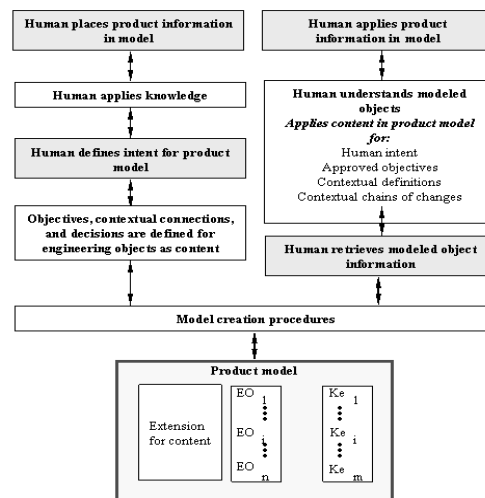 Human places product information
in model
Human applies knowledge
Human defines intent for product
model
Objectives, contextual connections,
and decisions are defined for
engineering objects as content
Human applies product
information in model
Human understands modeled
objects
Applies content in product model
for:
Human intent
Approved objectives
Contextual definitions
Contextual chains of changes
Human retrieves modeled object
information
Model creation procedures
Product model
Extension
for content
EO 1
EO i
EO n
Ke 1
Ke i
Ke m